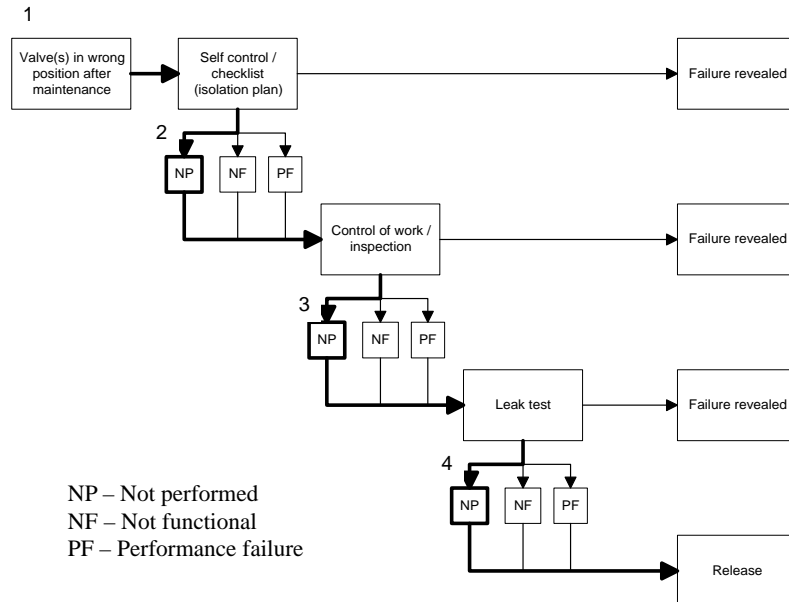 1
Valve(s) in wrong
position after
maintenance
Self control /
checklist
(isolation plan)
Failure revealed
2
NP
NF
PF
Control of work /
inspection
Failure revealed
3
NP
NF
PF
Leak test
Failure revealed
4
NP
NF
PF
Release
NP – Not performed
NF – Not functional
PF – Performance failure